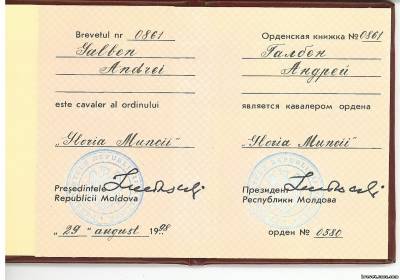 Brevetul nr 0861
Galben
Andrei
este cavaler al ordinului
„Gloria Muncii"
Președintele
Republicii Moldova
„29" august 1998
Орденская книжка № 0861
Галбен
Андрей
является кавалером ордена
„Gloria Muncii"
Президент
Республики Молдова
орден № 0580